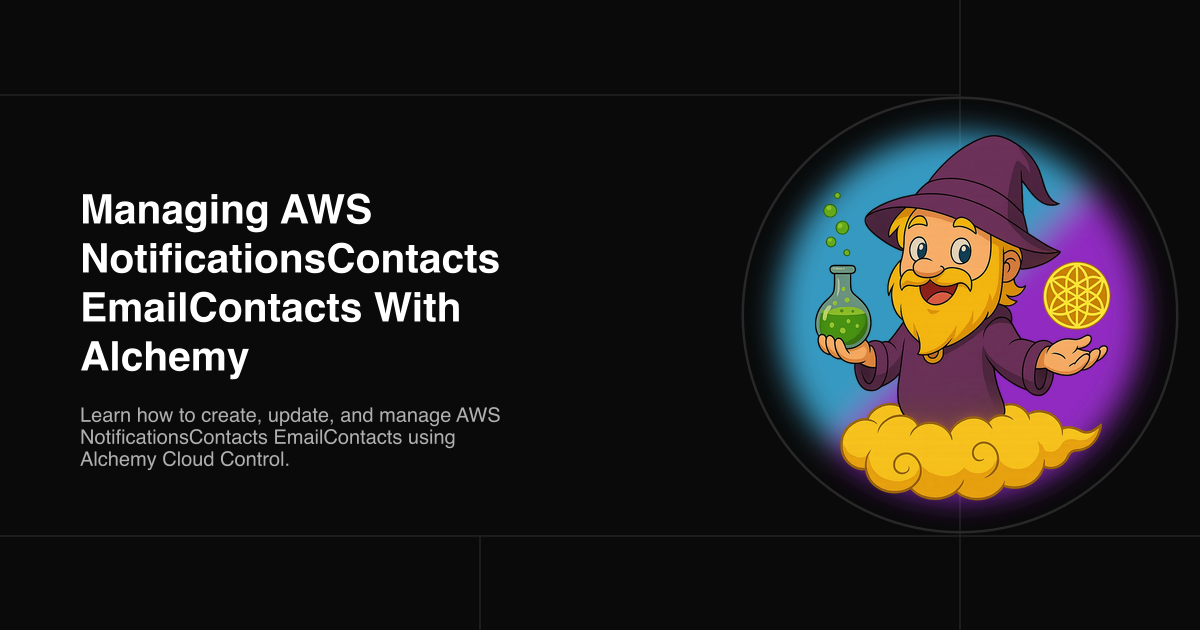 Managing AWS
NotificationsContacts
EmailContacts With
Alchemy
Learn how to create, update, and manage AWS
NotificationsContacts EmailContacts using
Alchemy Cloud Control.